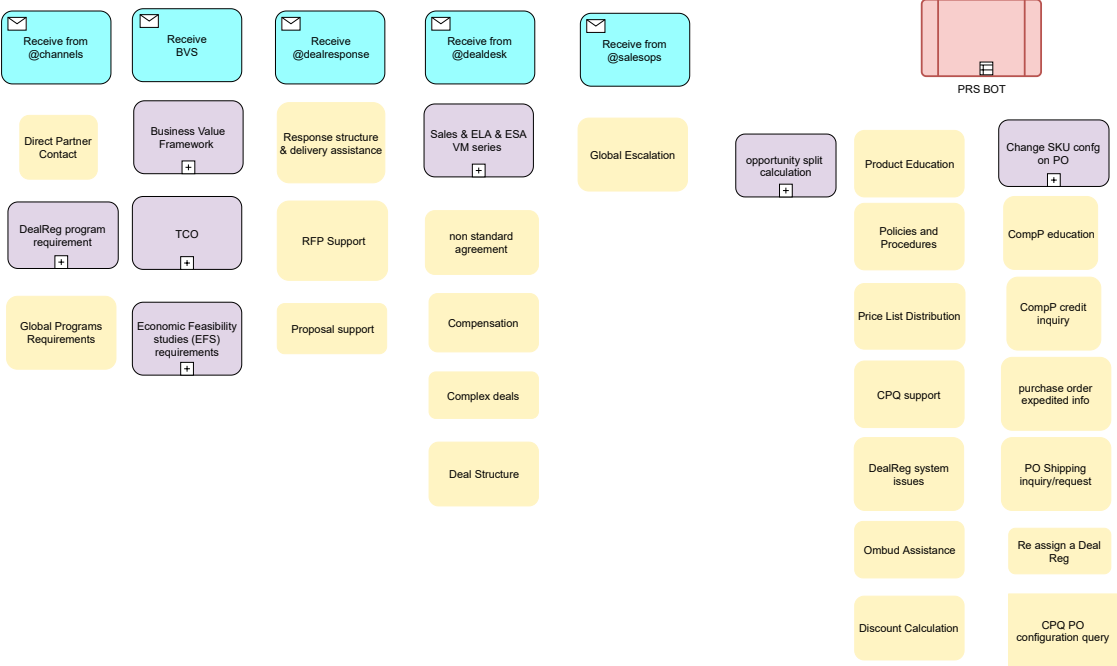 Receive from
@channels
Direct Partner
Contact
DealReg program
requirement
Global Programs
Requirements
Receive
BVS
Business Value
Framework
TCO
Economic Feasibility
studies (EFS)
requirements
Receive
@dealresponse
Response structure
& delivery assistance
RFP Support
Proposal support
Receive from
@dealdesk
Sales & ELA & ESA
VM series
non standard
agreement
Compensation
Complex deals
Deal Structure
Receive from
@salesops
Global Escalation
PRS BOT
opportunity split
calculation
Product Education
Policies and
Procedures
Price List Distribution
CPQ support
DealReg system
issues
Ombud Assistance
Discount Calculation
Change SKU confg
on PO
CompP education
CompP credit
inquiry
purchase order
expedited info
PO Shipping
inquiry/request
Re assign a Deal
Reg
CPQ PO
configuration query